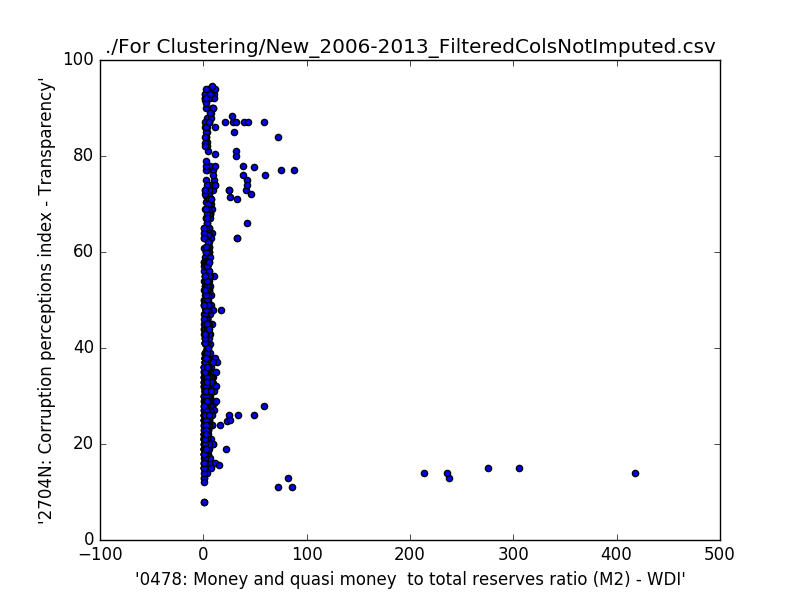 ./For Clustering/New_2006-2013_FilteredColsNotImputed.csv
'2704N: Corruption perceptions index - Transparency'
100
80
60
40
20
0
−100 0 100 200 300 400 500
'0478: Money and quasi money  to total reserves ratio (M2) - WDI'